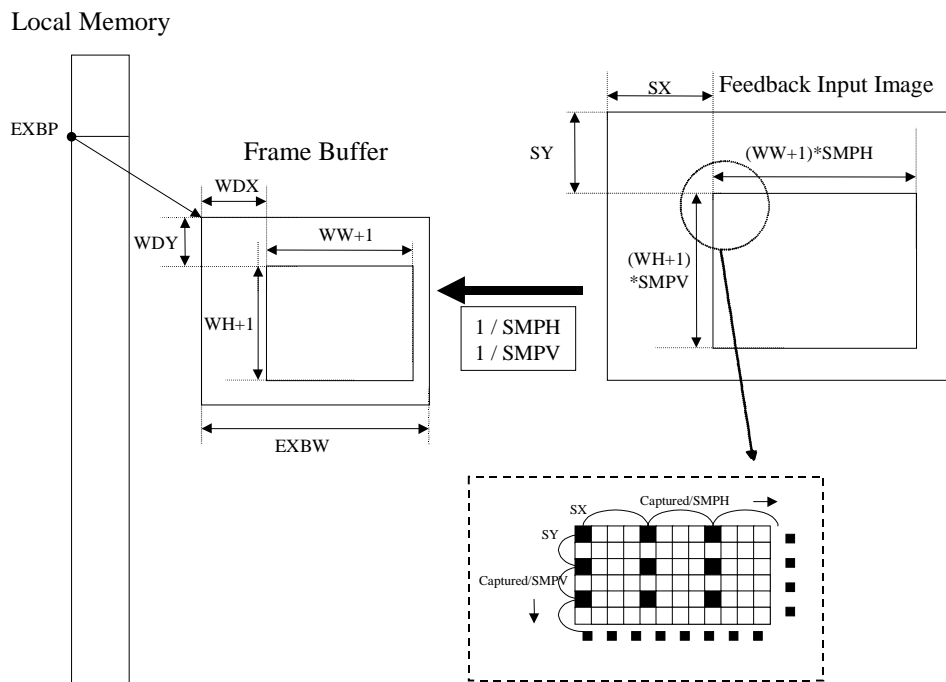 Local Memory
EXBP
Frame Buffer
WDX
WDY
WW+1
WH+1
EXBW
1 / SMPH
1 / SMPV
Feedback Input Image
SX
SY
(WW+1)*SMPH
(WH+1)
*SMPV
Captured/SMPH
SX
SY
Captured/SMPV